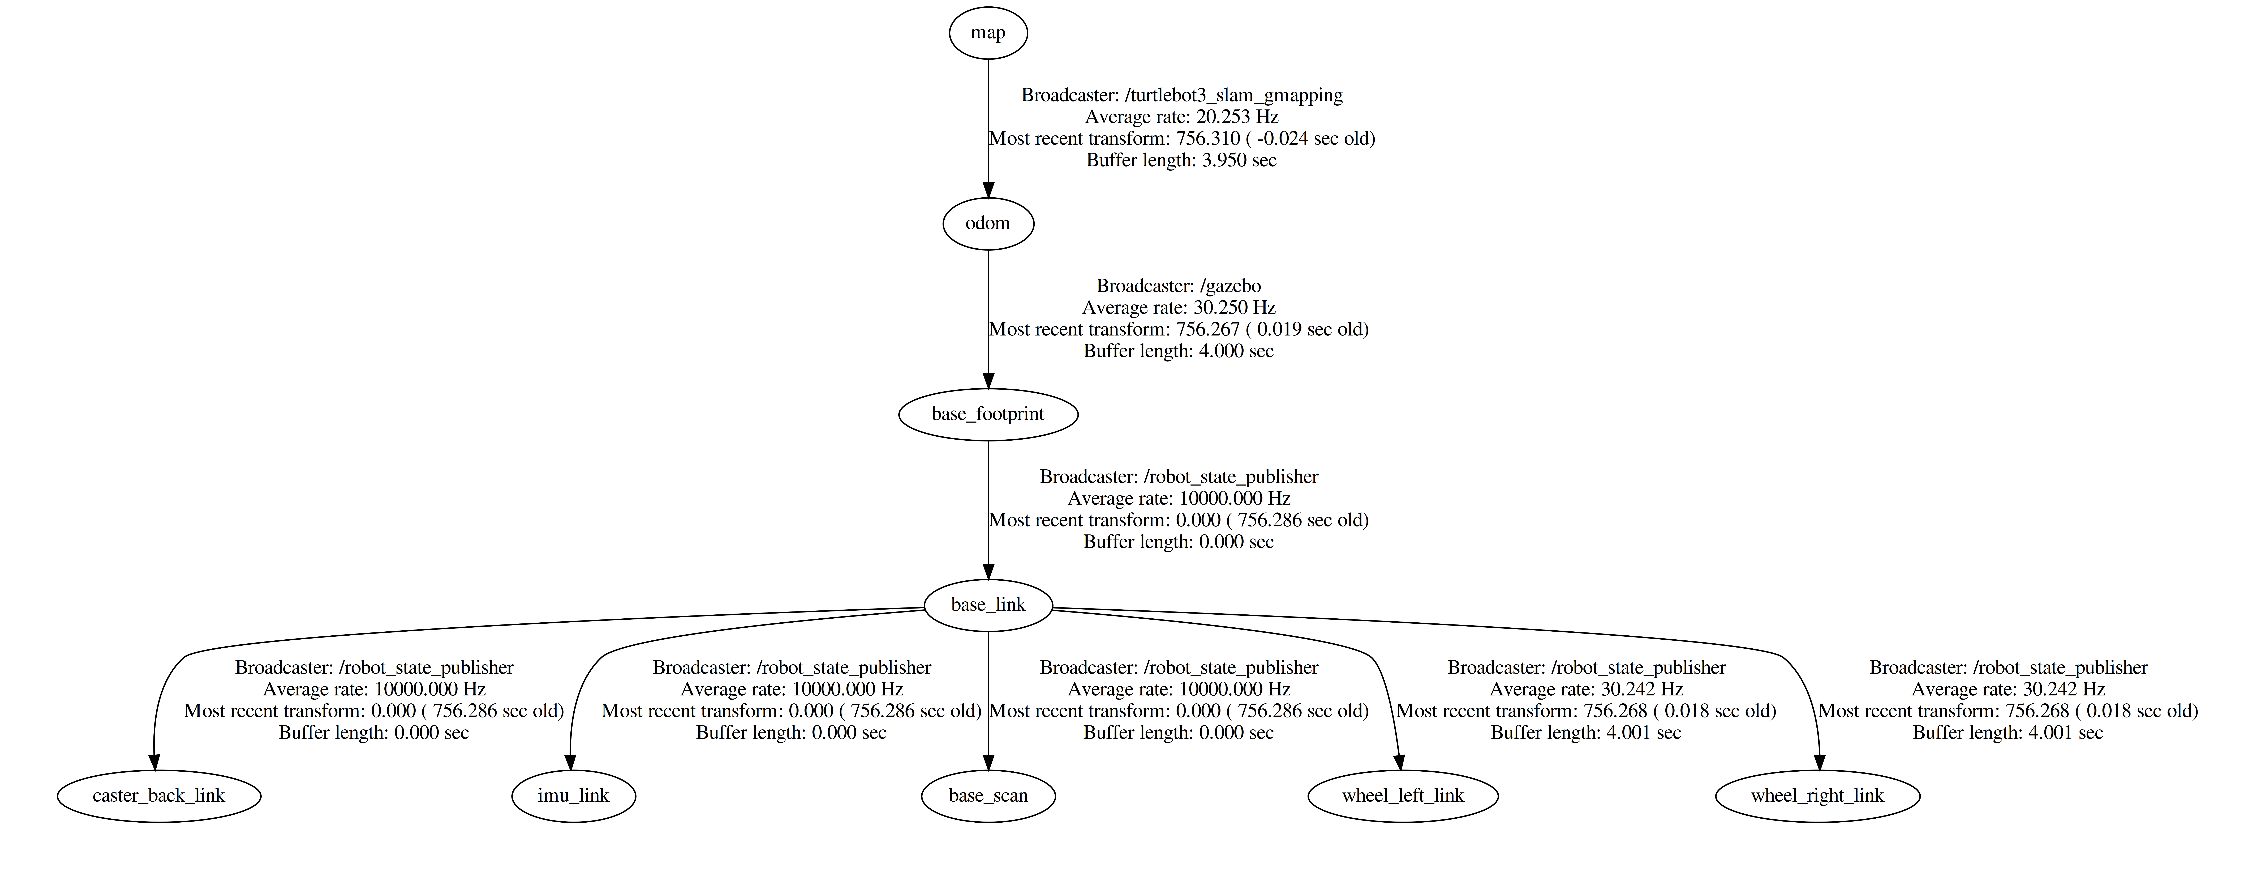 map
Broadcaster: /turtlebot3_slam_gmapping
Average rate: 20.253 Hz
Most recent transform: 756.310 ( -0.024 sec old)
Buffer length: 3.950 sec
odom
Broadcaster: /gazebo
Average rate: 30.250 Hz
Most recent transform: 756.267 ( 0.019 sec old)
Buffer length: 4.000 sec
base_footprint
Broadcaster: /robot_state_publisher
Average rate: 10000.000 Hz
Most recent transform: 0.000 ( 756.286 sec old)
Buffer length: 0.000 sec
base_link
Broadcaster: /robot_state_publisher
Average rate: 10000.000 Hz
Most recent transform: 0.000 ( 756.286 sec old)
Buffer length: 0.000 sec
Broadcaster: /robot_state_publisher
Average rate: 10000.000 Hz
Most recent transform: 0.000 ( 756.286 sec old)
Buffer length: 0.000 sec
Broadcaster: /robot_state_publisher
Average rate: 10000.000 Hz
Most recent transform: 0.000 ( 756.286 sec old)
Buffer length: 0.000 sec
Broadcaster: /robot_state_publisher
Average rate: 30.242 Hz
Most recent transform: 756.268 ( 0.018 sec old)
Buffer length: 4.001 sec
Broadcaster: /robot_state_publisher
Average rate: 30.242 Hz
Most recent transform: 756.268 ( 0.018 sec old)
Buffer length: 4.001 sec
caster_back_link
imu_link
base_scan
wheel_left_link
wheel_right_link